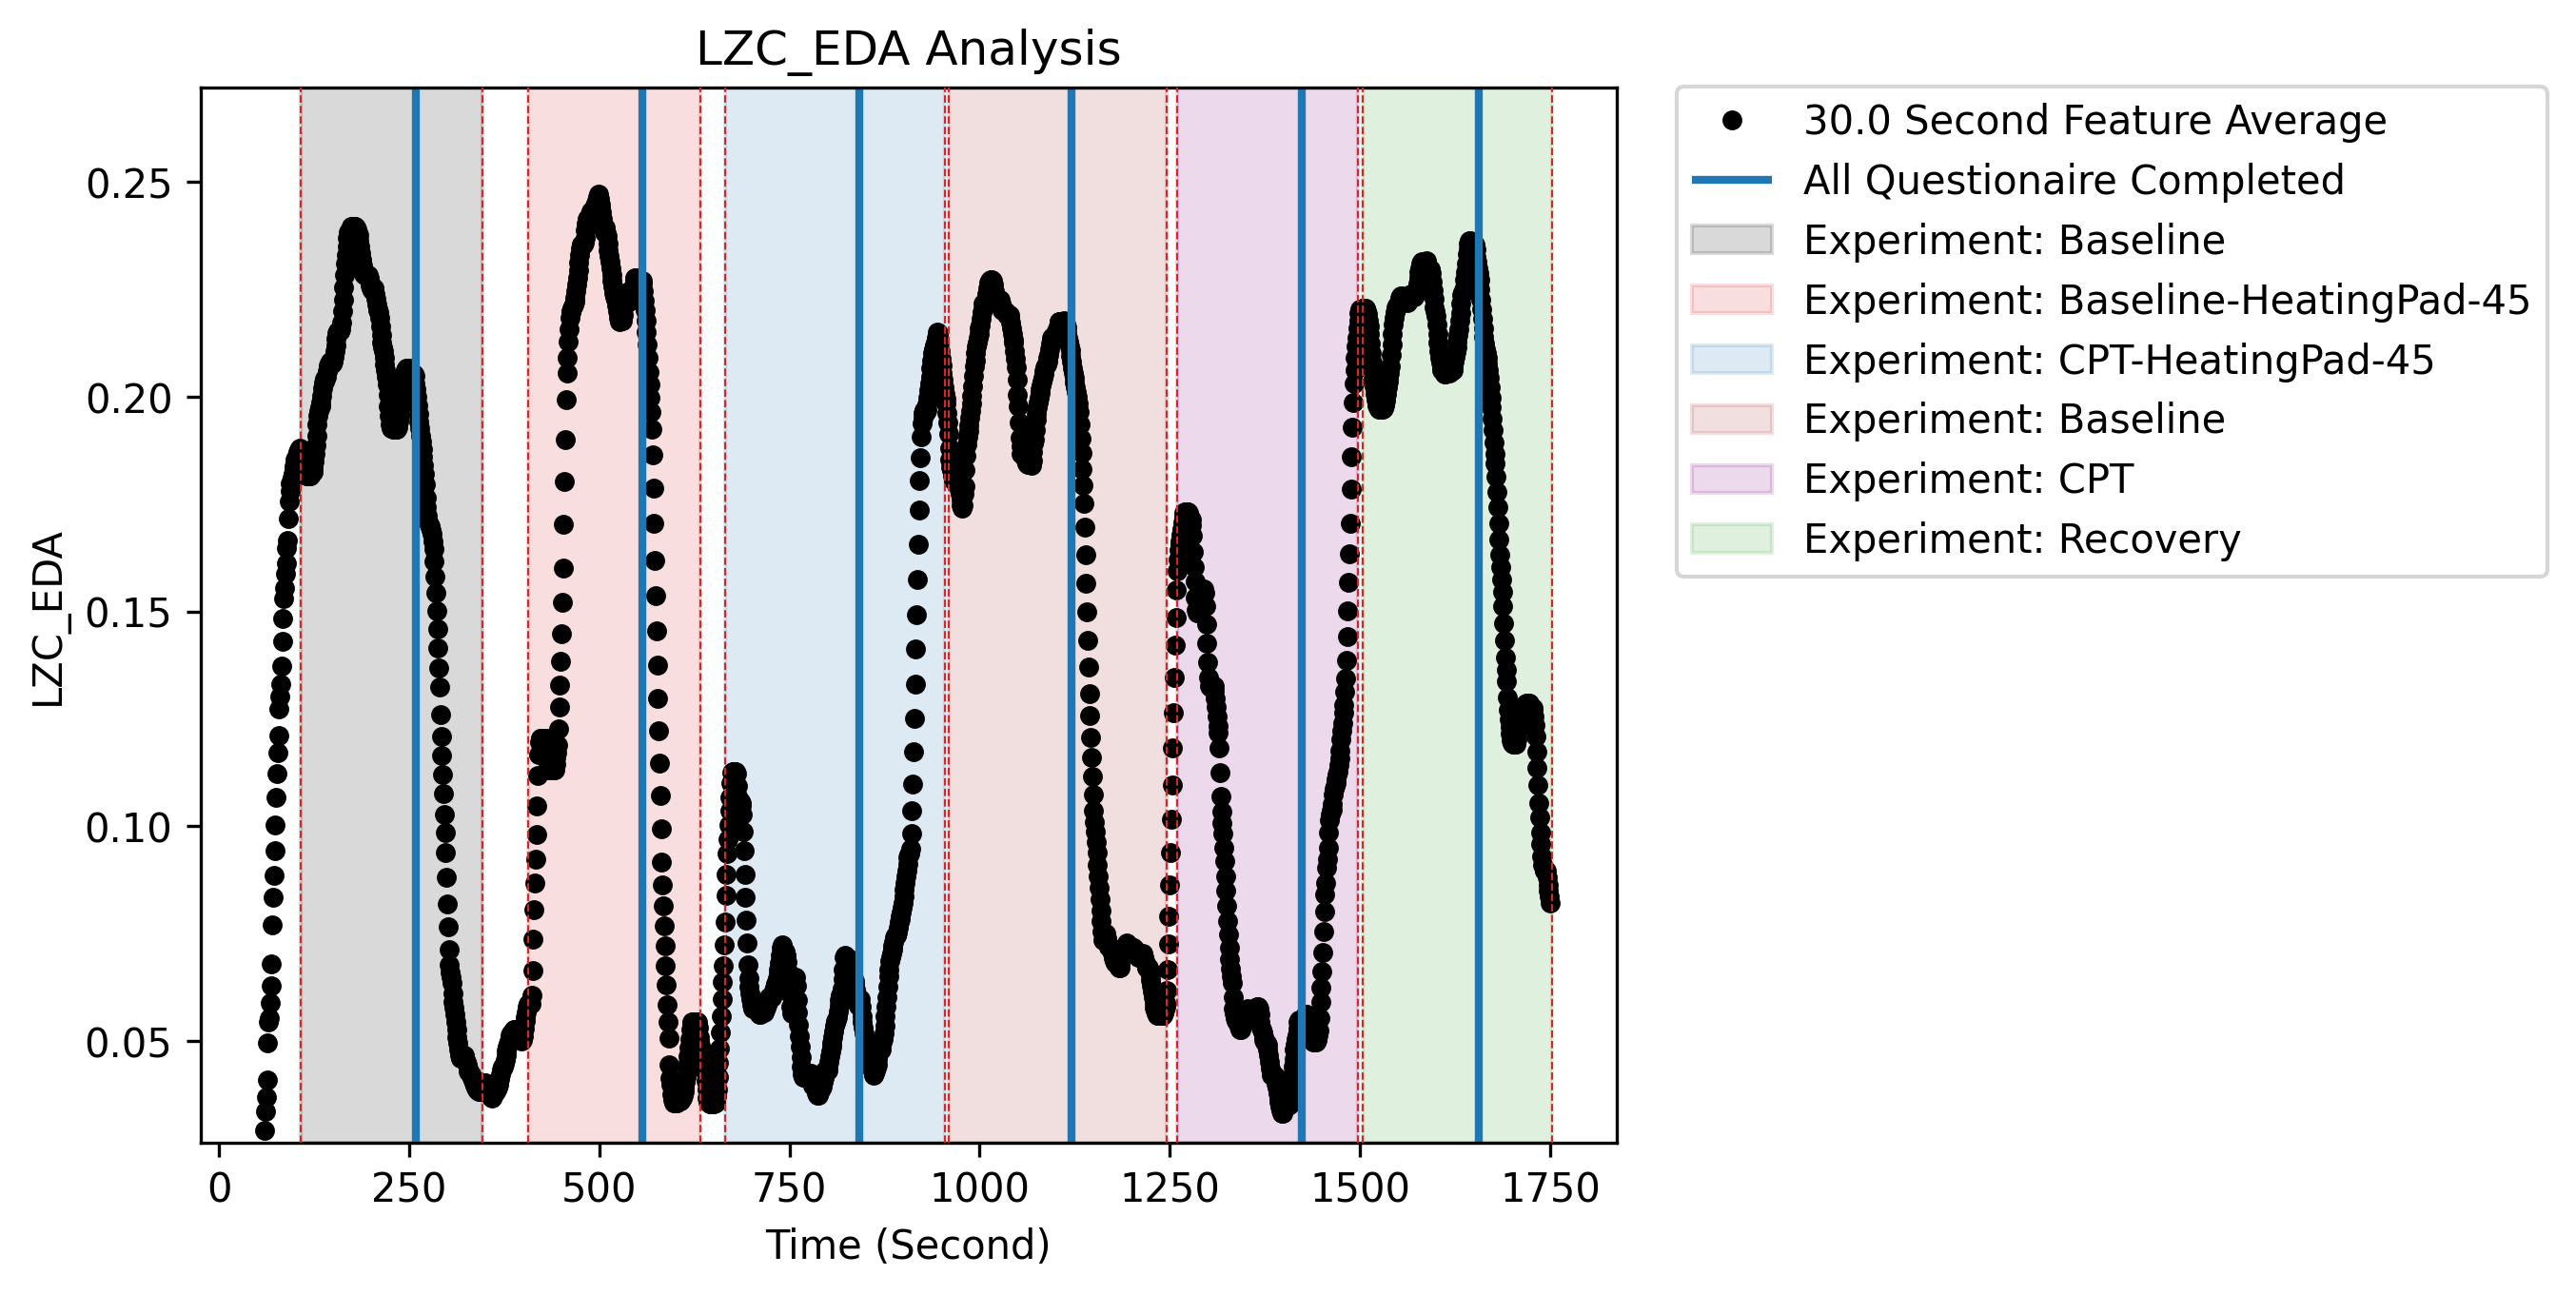 LZC_EDA Analysis
30.0 Second Feature Average
All Questionaire Completed
Experiment: Baseline
Experiment: Baseline-HeatingPad-45
Experiment: CPT-HeatingPad-45
Experiment: Baseline
Experiment: CPT
Experiment: Recovery
LZC_EDA
0.25
0.20
0.15
0.10
0.05
0 250 500 750 1000 1250 1500 1750
Time (Second)